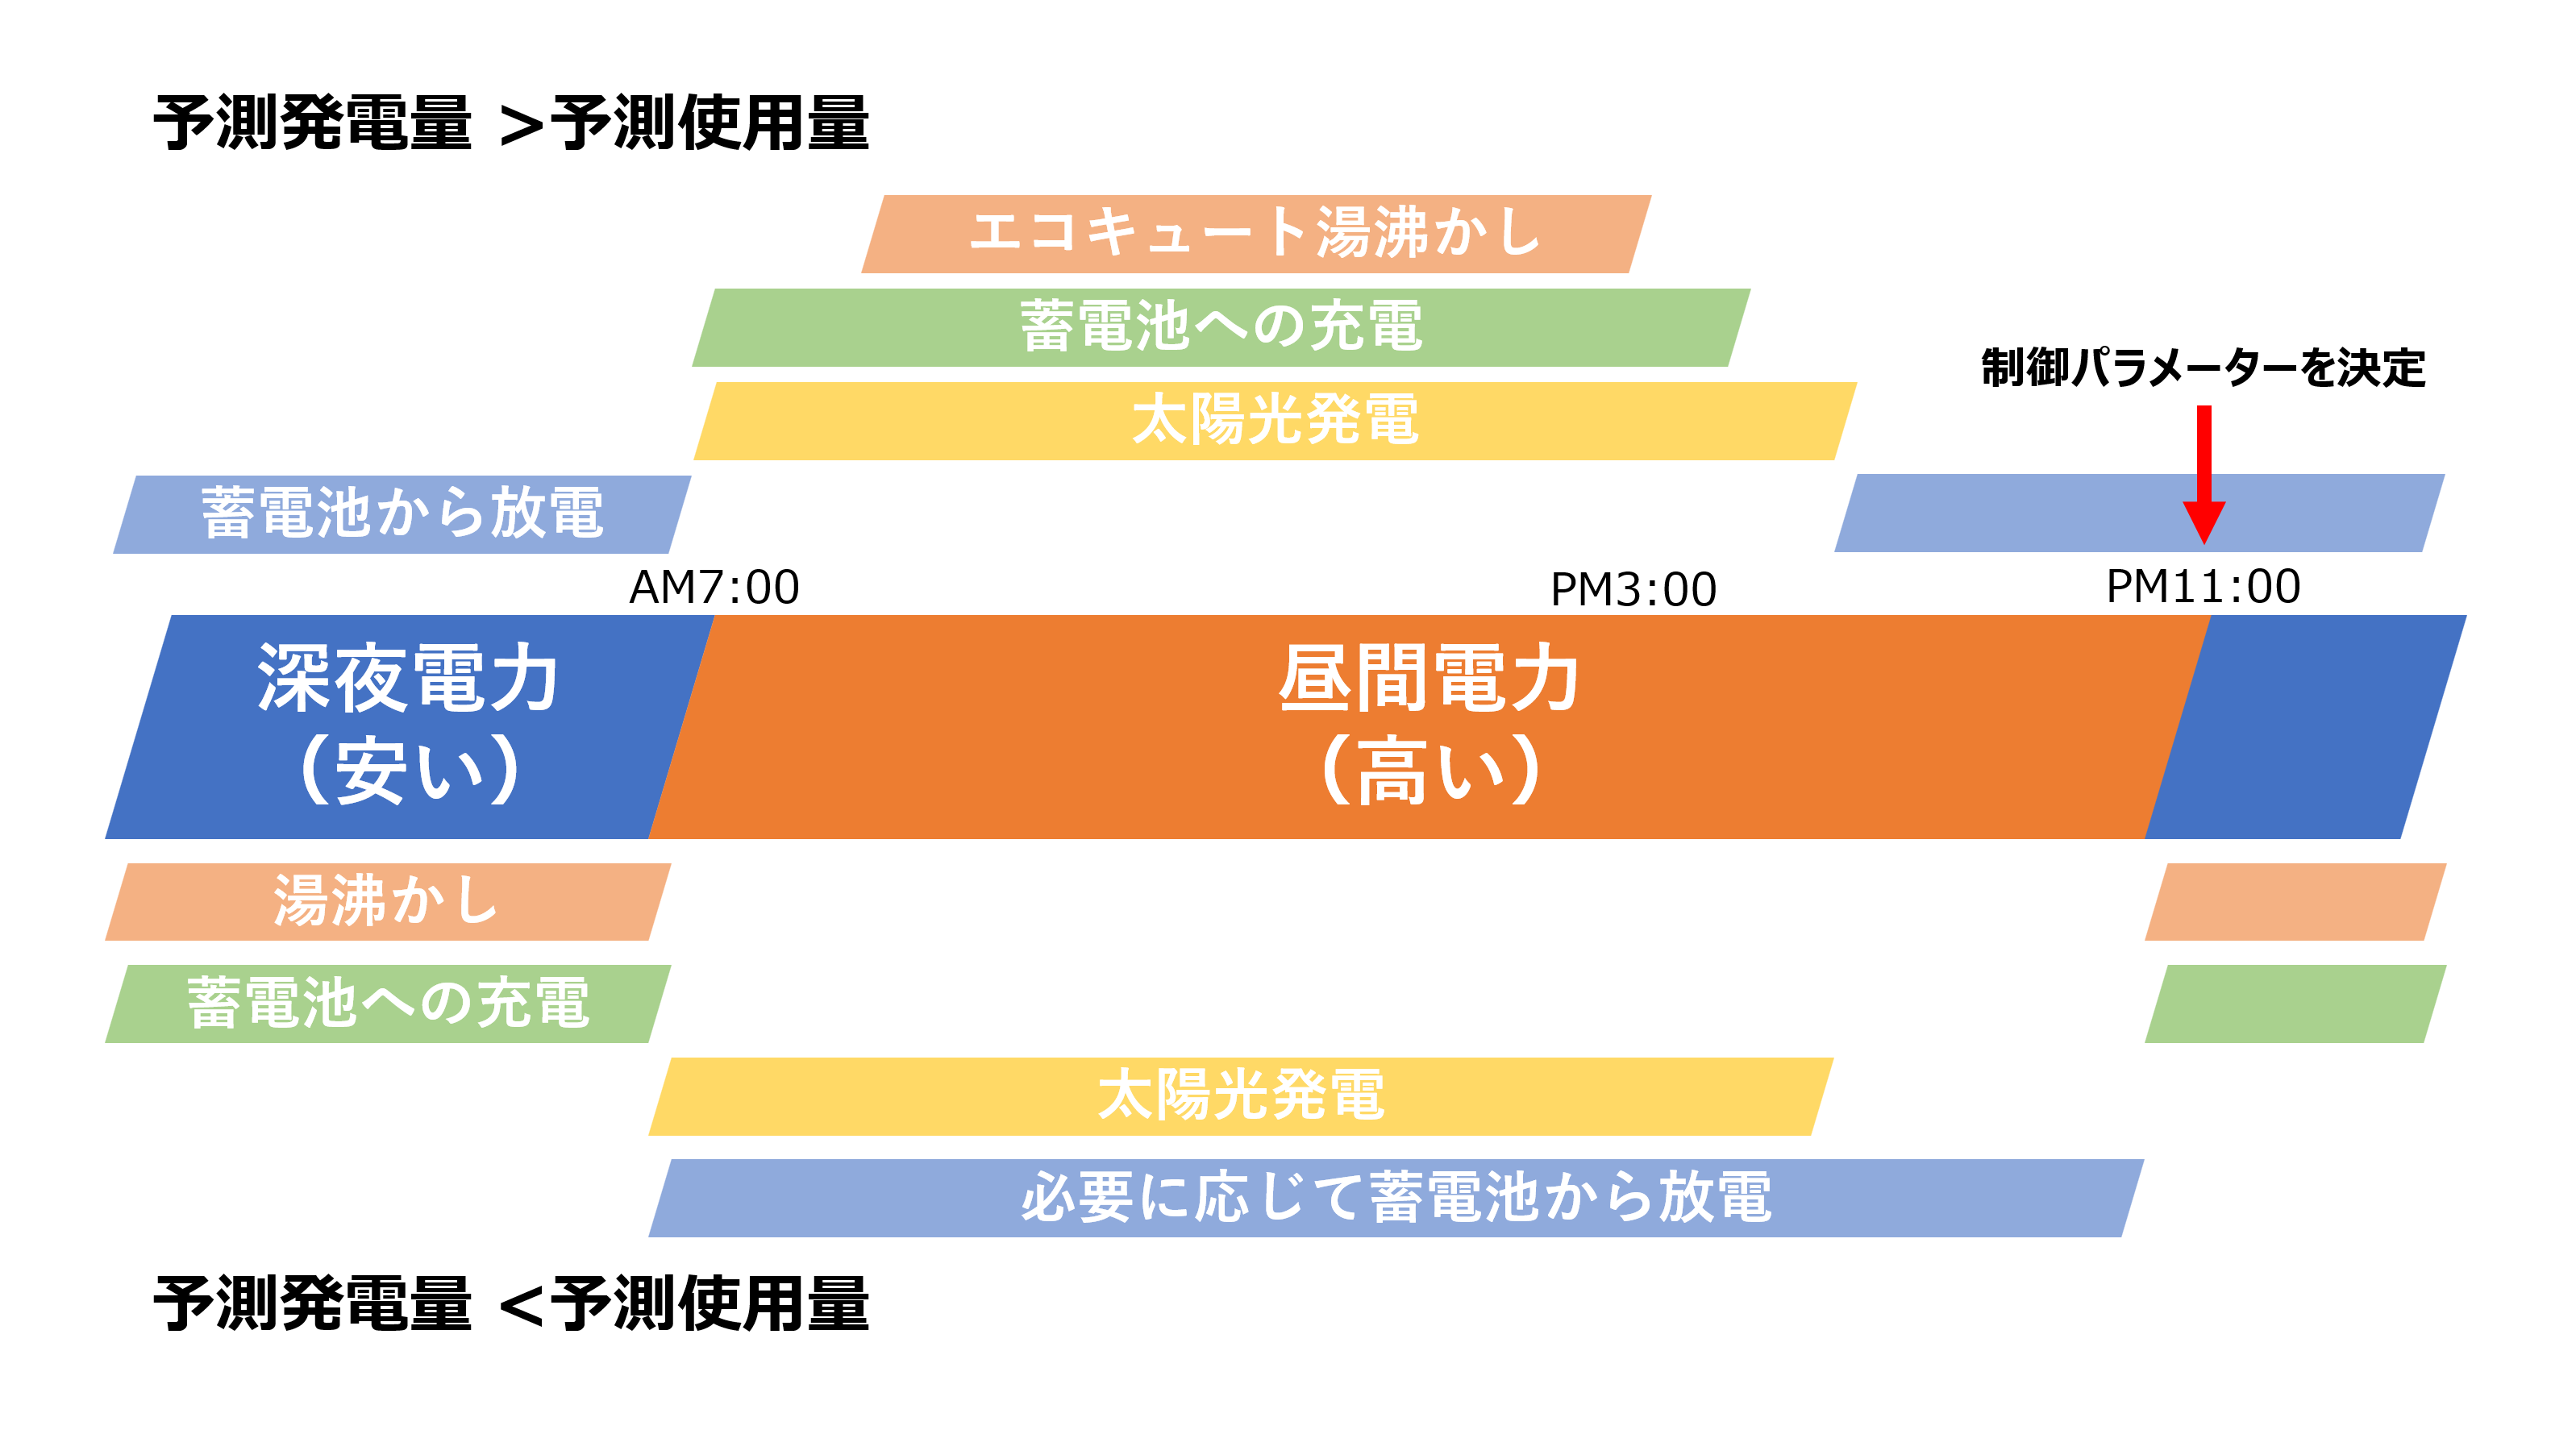 予測発電量 >予測使用量
エコキュート湯沸かし
蓄電池への充電
制御パラメーターを決定
太陽光発電
蓄電池から放電
AM7:00
PM3:00
PM11:00
深夜電力
（安い）
昼間電力
（高い）
湯沸かし
蓄電池への充電
太陽光発電
必要に応じて蓄電池から放電
予測発電量 <予測使用量